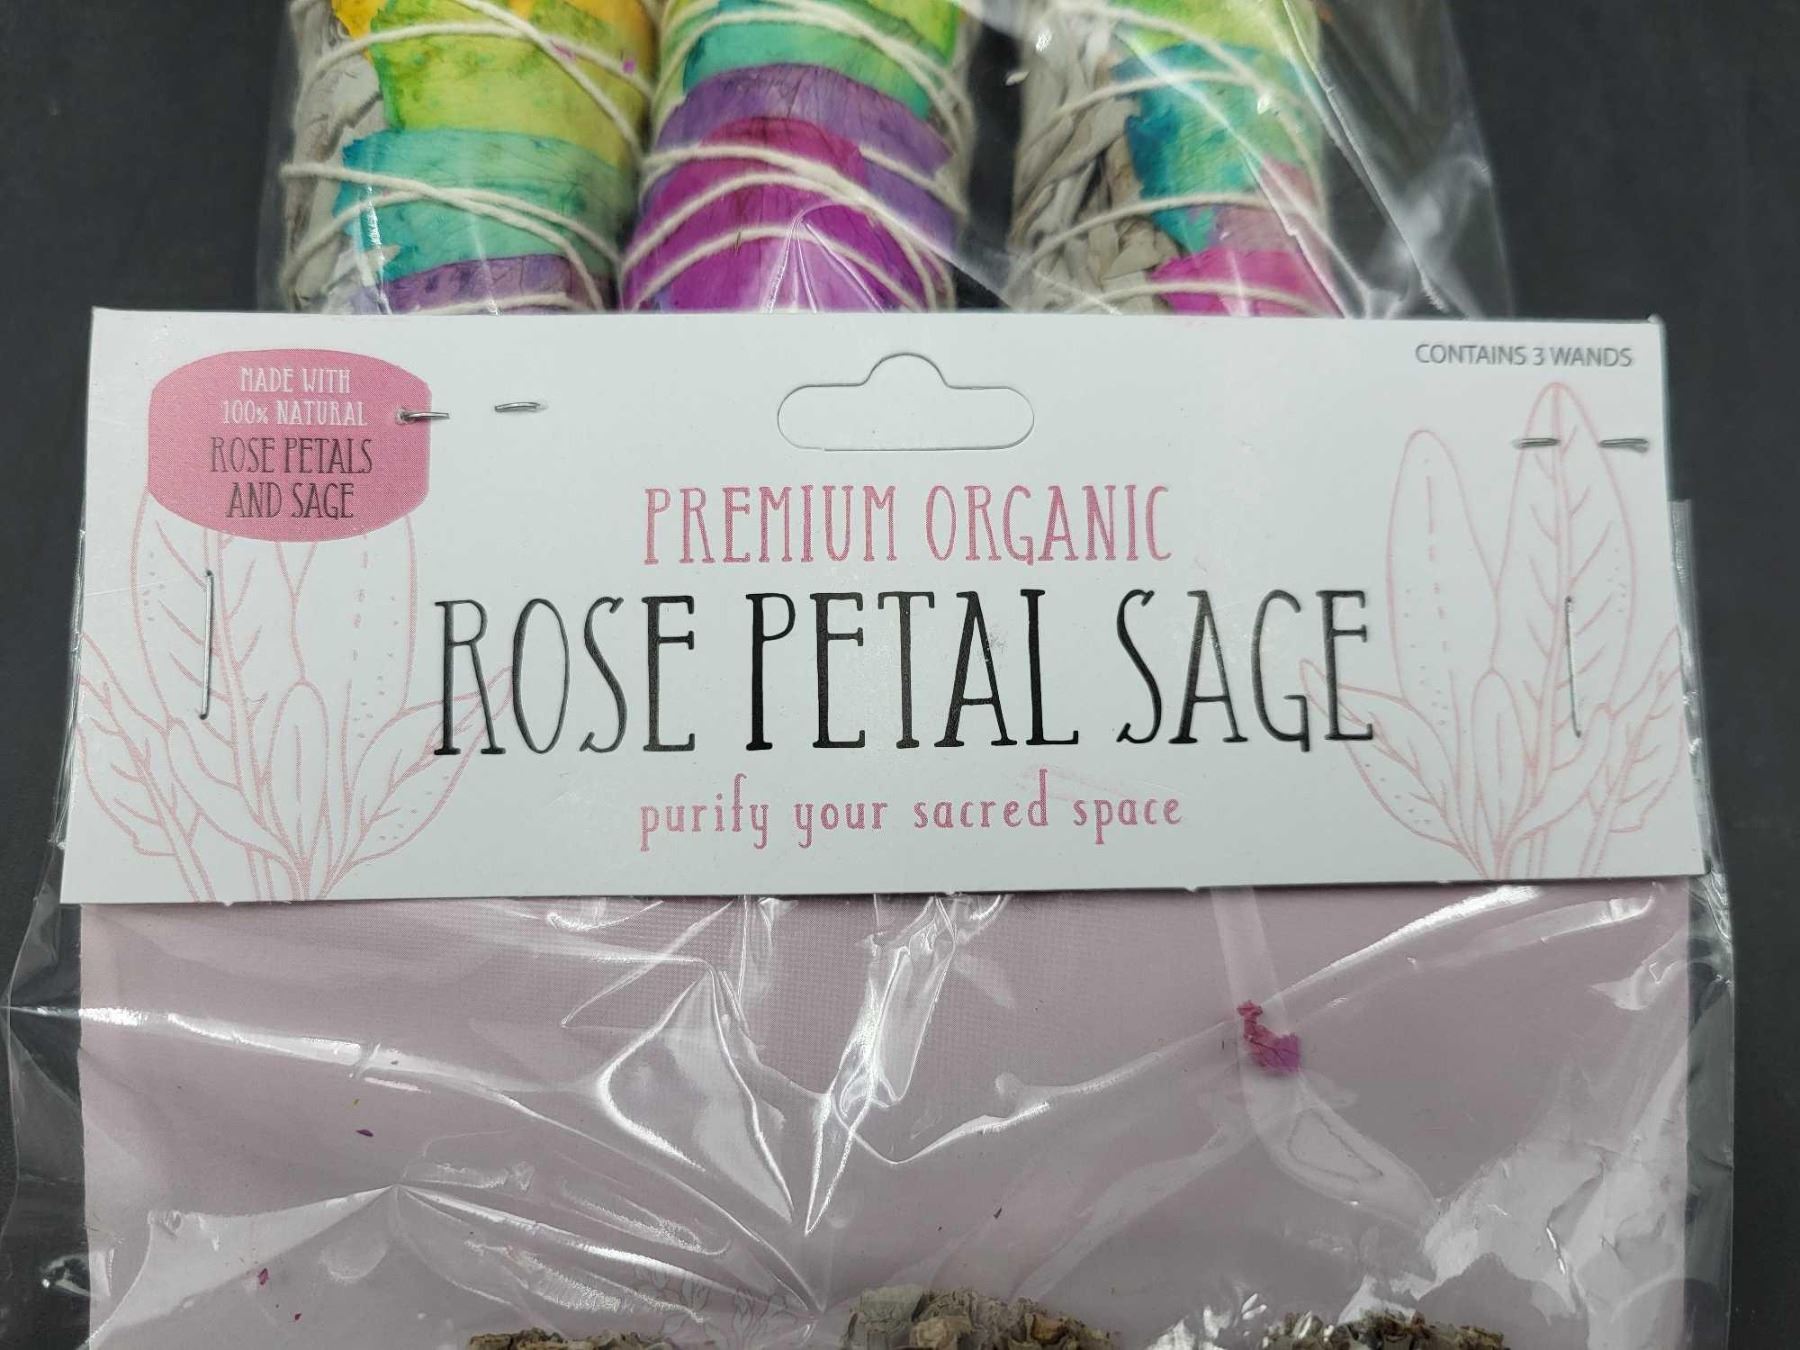 CONTAINS 3 WANDS
MADE WITH
100% NATURAL
ROSE PETALS
AND SAGE
PREMIUM ORGANIC
ROSE PETAL SAGE
purify your sacred space